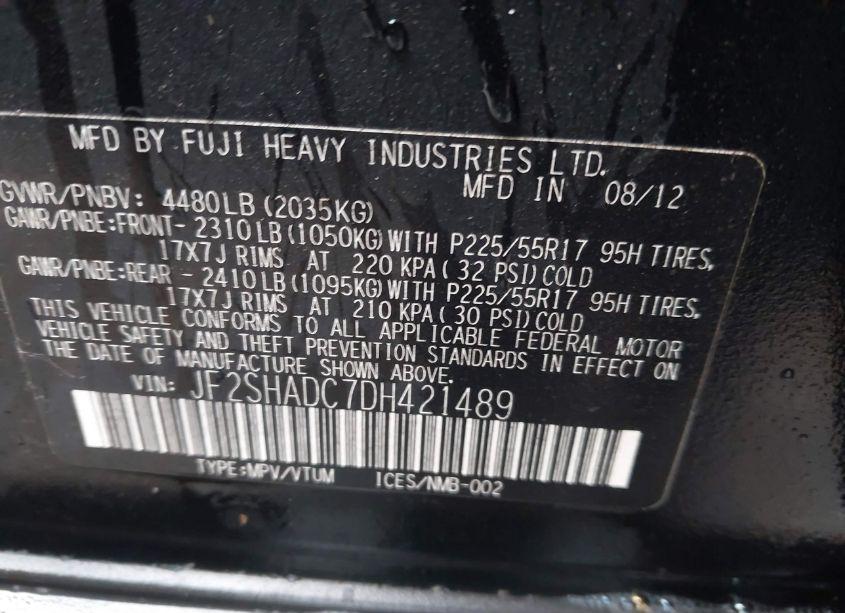 MFD BY FUJI HEAVY INDUSTRIES LTD.
MFD IN 08/12
GVWR/PNBV: 4480LB(2035KG)
GAWR/PNBE:FRONT- 2310LB(1050KG)WITH P225/55R17 95H TIRES,
17X7J RIMS AT 220 KPA(32 PSI)COLD
GAWR/PNBE:REAR - 2410LB(1095KG)WITH P225/55R17 95H TIRES,
17X7J RIMS AT 210 KPA(30 PSI)COLD
THIS VEHICLE CONFORMS TO ALL APPLICABLE FEDERAL MOTOR
VEHICLE SAFETY AND THEFT PREVENTION STANDARDS IN EFFECT ON
THE DATE OF MANUFACTURE SHOWN ABOVE.
VIN: JF2SHADC7DH421489
TYPE:MPV/VTUM ICES/NMB-002